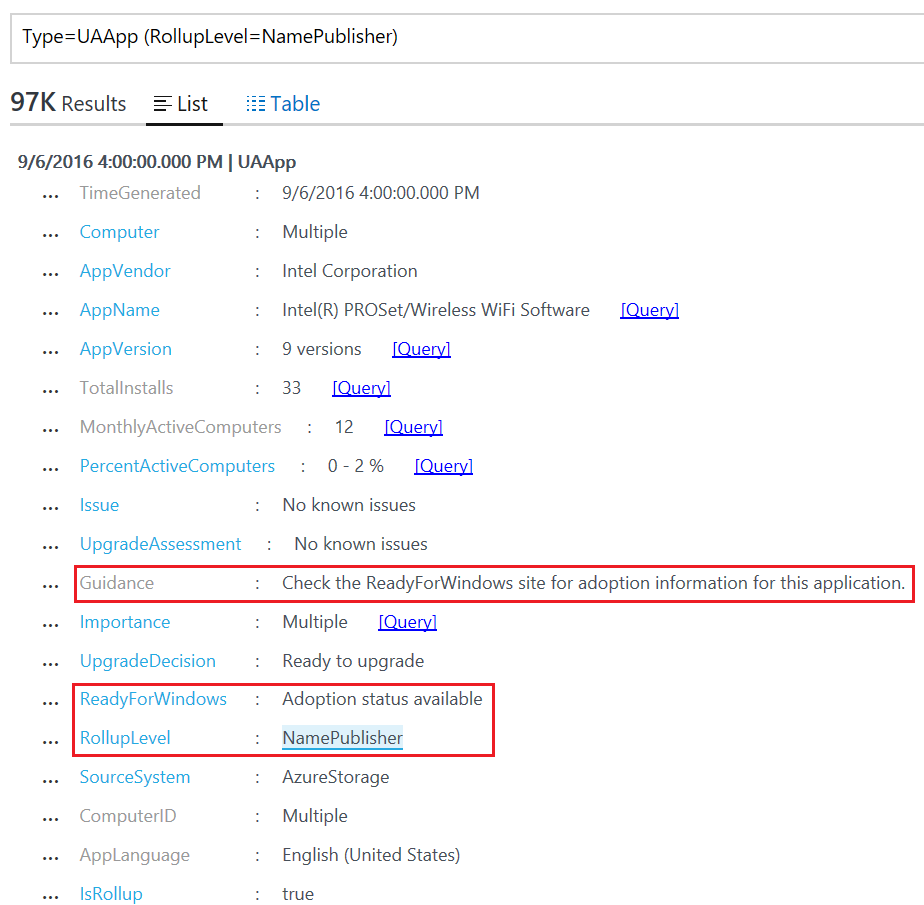 Type=UAApp (RollupLevel=NamePublisher)
97K Results List Table
9/6/2016 4:00:00.000 PM | UAApp
... TimeGenerated : 9/6/2016 4:00:00.000 PM
... Computer : Multiple
... AppVendor : Intel Corporation
... AppName : Intel(R) PROSet/Wireless WiFi Software [Query]
... AppVersion : 9 versions [Query]
... TotalInstalls : 33 [Query]
... MonthlyActiveComputers : 12 [Query]
... PercentActiveComputers : 0 - 2 % [Query]
... Issue : No known issues
... UpgradeAssessment : No known issues
... Guidance : Check the ReadyForWindows site for adoption information for this application.
... Importance : Multiple [Query]
... UpgradeDecision : Ready to upgrade
... ReadyForWindows : Adoption status available
... RollupLevel : NamePublisher
... SourceSystem : AzureStorage
... ComputerID : Multiple
... AppLanguage : English (United States)
... IsRollup : true